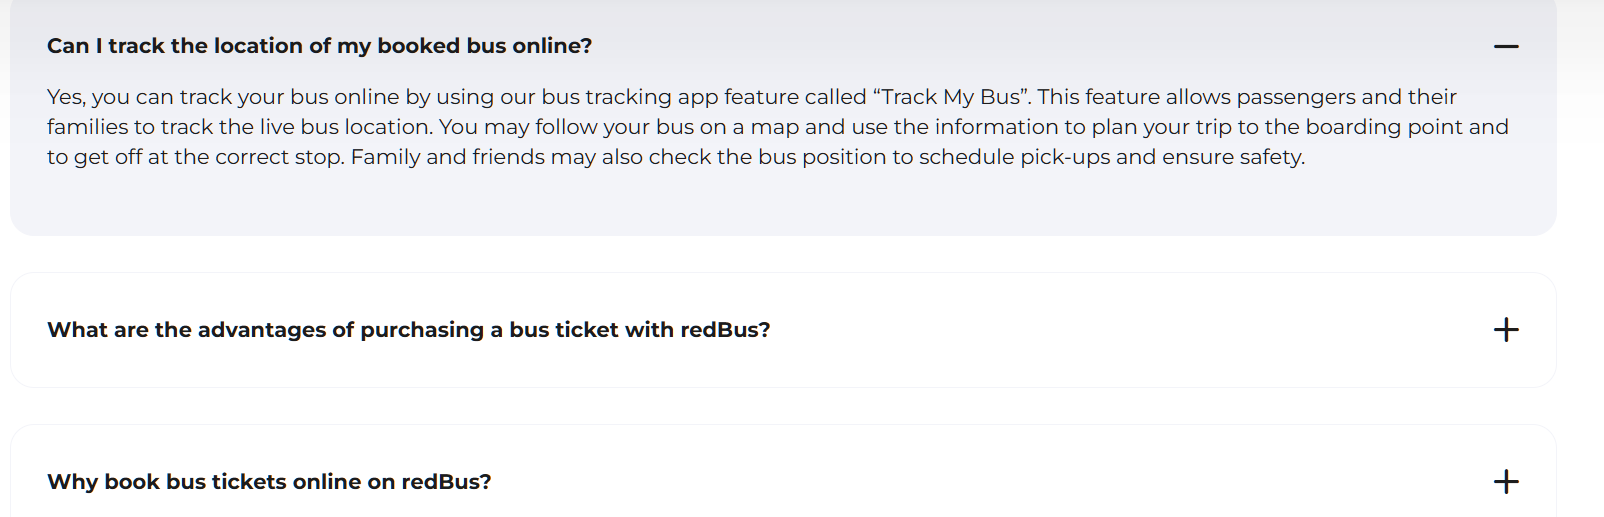 Can I track the location of my booked bus online?
Yes, you can track your bus online by using our bus tracking app feature called “Track My Bus”. This feature allows passengers and their
families to track the live bus location. You may follow your bus on a map and use the information to plan your trip to the boarding point and
to get off at the correct stop. Family and friends may also check the bus position to schedule pick-ups and ensure safety.
What are the advantages of purchasing a bus ticket with redBus?
Why book bus tickets online on redBus?